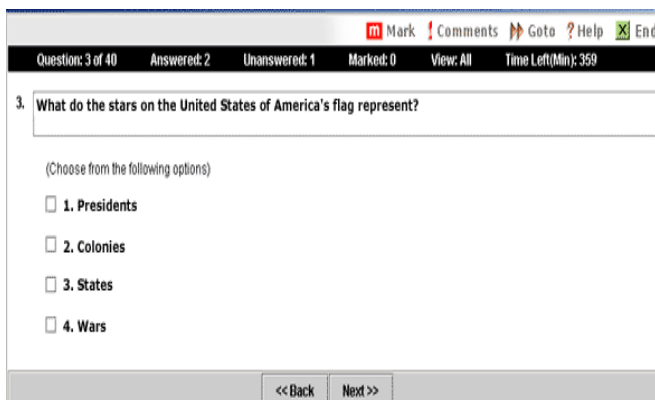 m Mark ! Comments Goto ? Help X End
Question: 3 of 40 Answered: 2 Unanswered: 1 Marked: 0 View: All Time Left(Min): 359
3. What do the stars on the United States of America's flag represent?
(Choose from the following options)
1. Presidents
2. Colonies
3. States
4. Wars
<< Back Next >>